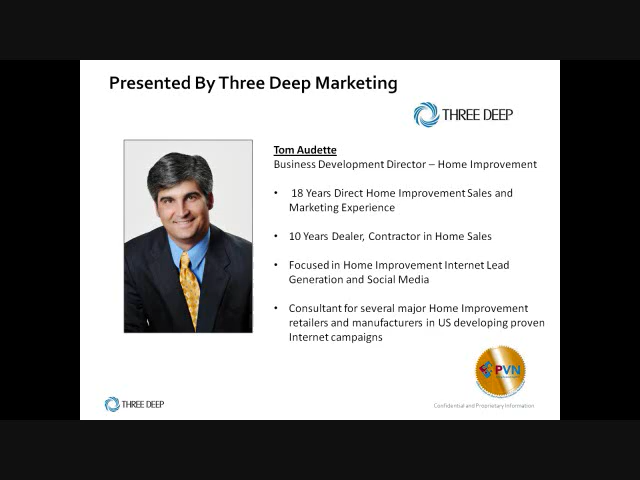 Presented By Three Deep Marketing
THREE DEEP
Tom Audette
Business Development Director – Home Improvement
• 18 Years Direct Home Improvement Sales and
Marketing Experience
• 10 Years Dealer, Contractor in Home Sales
• Focused in Home Improvement Internet Lead
Generation and Social Media
• Consultant for several major Home Improvement
retailers and manufacturers in US developing proven
Internet campaigns
PVN
THREE DEEP
Confidential and Proprietary Information